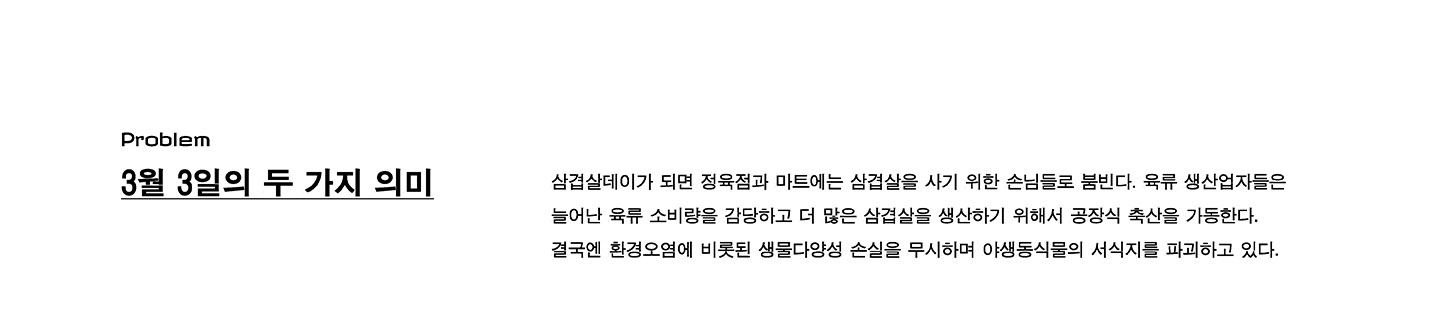 Problem
3월 3일의 두 가지 의미
삼겹살데이가 되면 정육점과 마트에는 삼겹살을 사기 위한 손님들로 붐빈다. 육류 생산업자들은
늘어난 육류 소비량을 감당하고 더 많은 삼겹살을 생산하기 위해서 공장식 축산을 가동한다.
결국엔 환경오염에 비롯된 생물다양성 손실을 무시하며 야생동식물의 서식지를 파괴하고 있다.